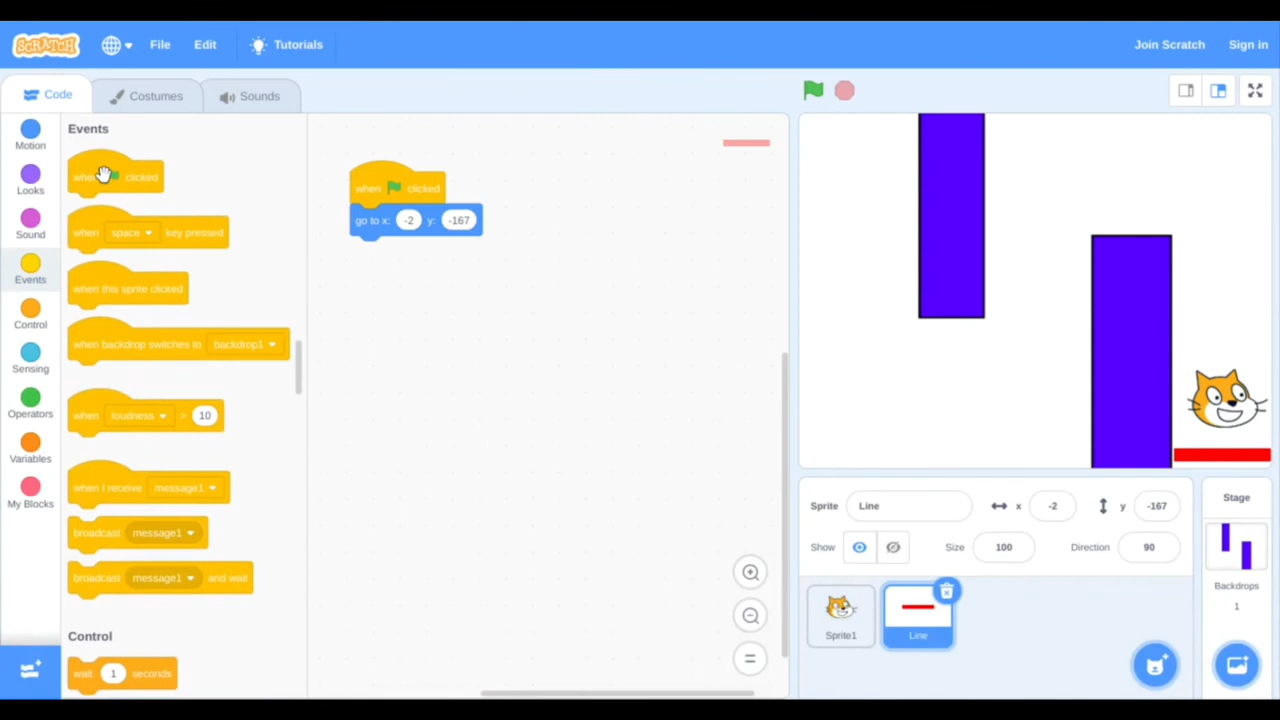 SCRATCH File Edit Tutorials Join Scratch Sign in
Code Costumes Sounds
Motion
Looks
Sound
Events
Control
Sensing
Operators
Variables
My Blocks
Events
when clicked
when space key pressed
when this sprite clicked
when backdrop switches to backdrop1
when loudness > 10
when I receive message1
broadcast message1
broadcast message1 and wait
Control
wait 1 seconds
when clicked
go to x: -2 y: -167
Sprite Line x -2 y -167
Show Size 100 Direction 90
Sprite1
Line
Stage
Backdrops
1